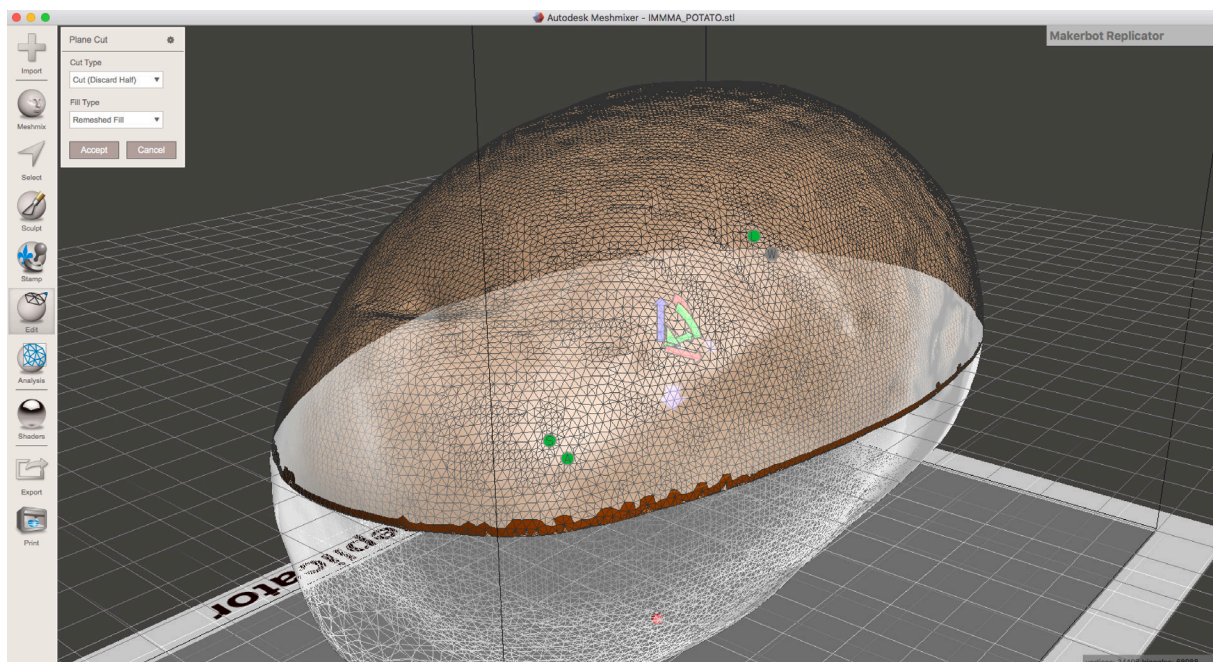 Autodesk Meshmixer - IMMMA_POTATO.stl
Makerbot Replicator
Plane Cut
Cut Type
Cut (Discard Half)
Fill Type
Remeshed Fill
Accept
Cancel
Import
Meshmix
Select
Sculpt
Stamp
Edit
Analysis
Shaders
Export
Print
S
A
eplicator